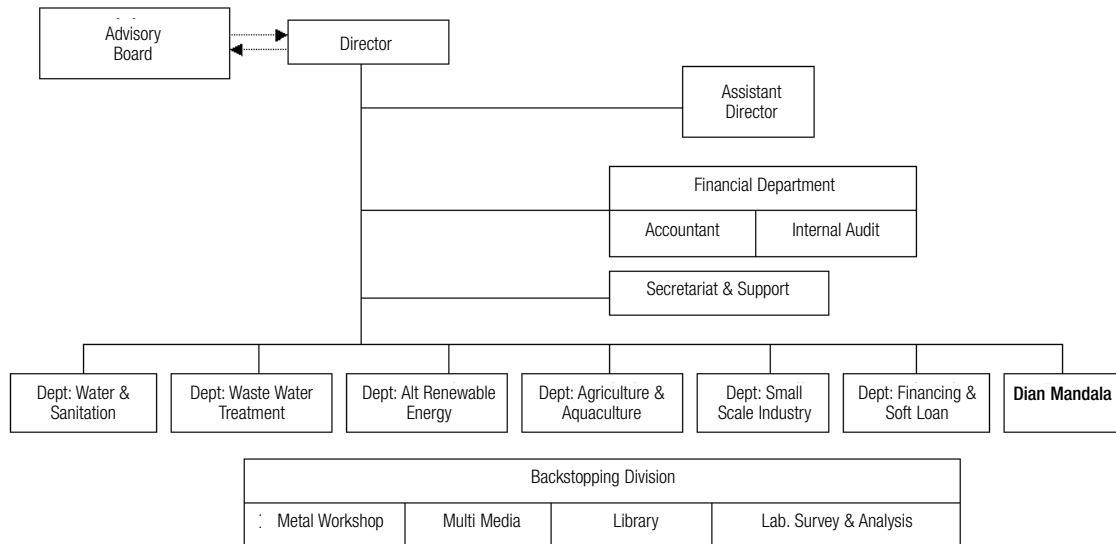 Advisory
Board
Director
Assistant
Director
Financial Department
Accountant
Internal Audit
Secretariat & Support
Dept: Water &
Sanitation
Dept: Waste Water
Treatment
Dept: Alt Renewable
Energy
Dept: Agriculture &
Aquaculture
Dept: Small
Scale Industry
Dept: Financing &
Soft Loan
Dian Mandala
Backstopping Division
Metal Workshop
Multi Media
Library
Lab. Survey & Analysis